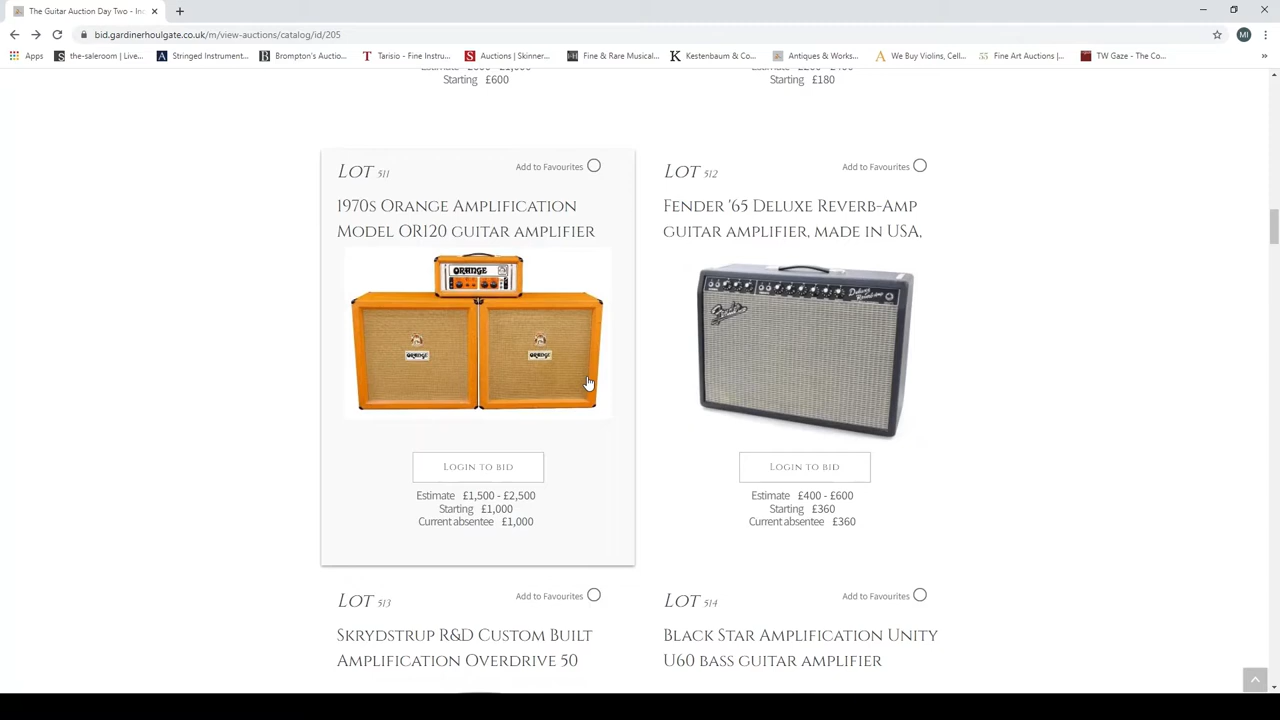 The Guitar Auction Day Two - Inc
bid.gardinerhoulgate.co.uk/m/view-auctions/catalog/id/205
MI
Apps
the-saleroom | Live...
Stringed Instrument...
Brompton's Auctio...
Tarisio - Fine Instru...
Auctions | Skinner...
Fine & Rare Musical...
Kestenbaum & Co...
Antiques & Works...
We Buy Violins, Cell...
Fine Art Auctions |...
TW Gaze - The Co...
»
Starting £600
Starting £180
Lot 511
Add to Favourites
1970s Orange Amplification
Model OR120 guitar amplifier
ORANGE
ORANGE
ORANGE
Login to bid
Estimate £1,500 - £2,500
Starting £1,000
Current absentee £1,000
Lot 512
Add to Favourites
Fender '65 Deluxe Reverb-Amp
guitar amplifier, made in USA,
Fender
Login to bid
Estimate £400 - £600
Starting £360
Current absentee £360
Lot 513
Add to Favourites
Skrydstrup R&D Custom Built
Amplification Overdrive 50
Lot 514
Add to Favourites
Black Star Amplification Unity
U60 bass guitar amplifier